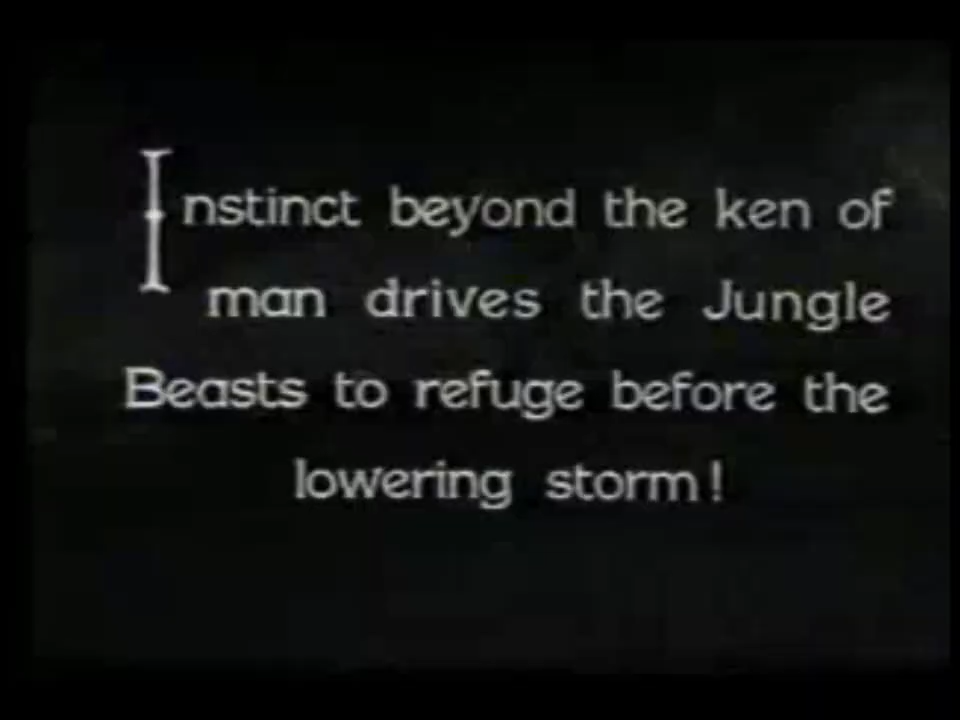 Instinct beyond the ken of
man drives the Jungle
Beasts to refuge before the
lowering storm!